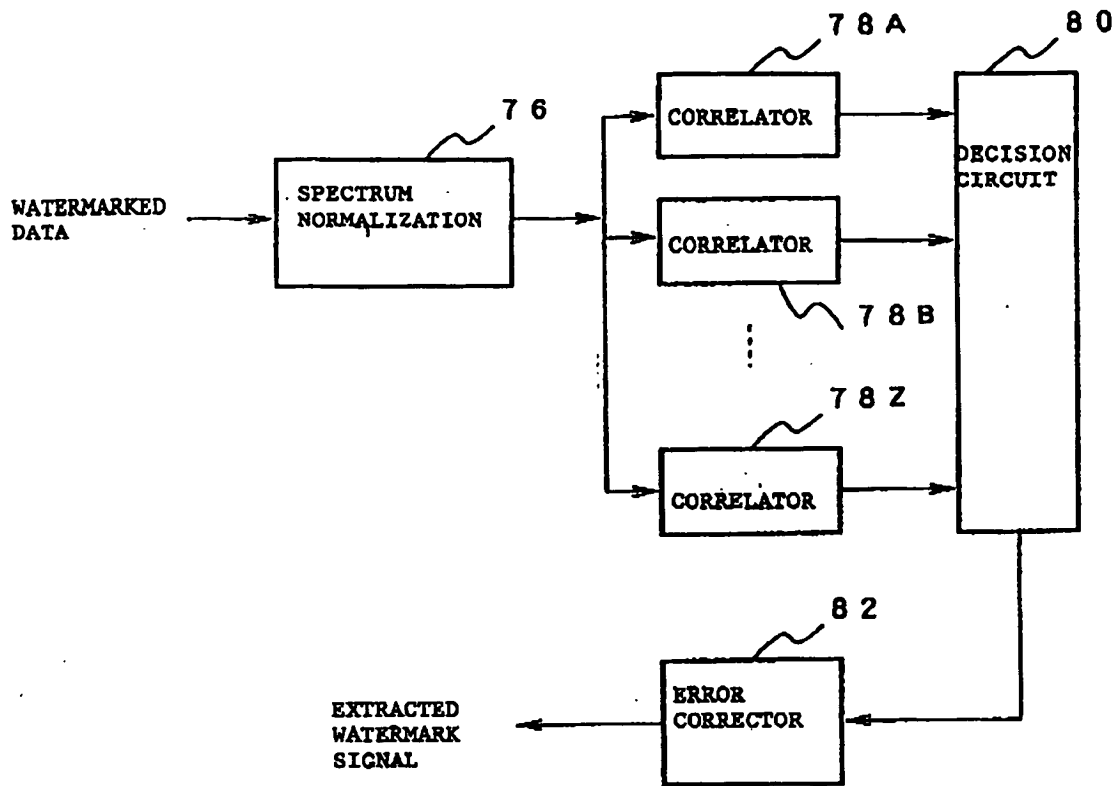 78A
80
CORRELATOR
76
DECISION
CIRCUIT
SPECTRUM
NORMALIZATION
WATERMARKED
DATA
CORRELATOR
78B
78Z
CORRELATOR
82
ERROR
CORRECTOR
EXTRACTED
WATERMARK
SIGNAL